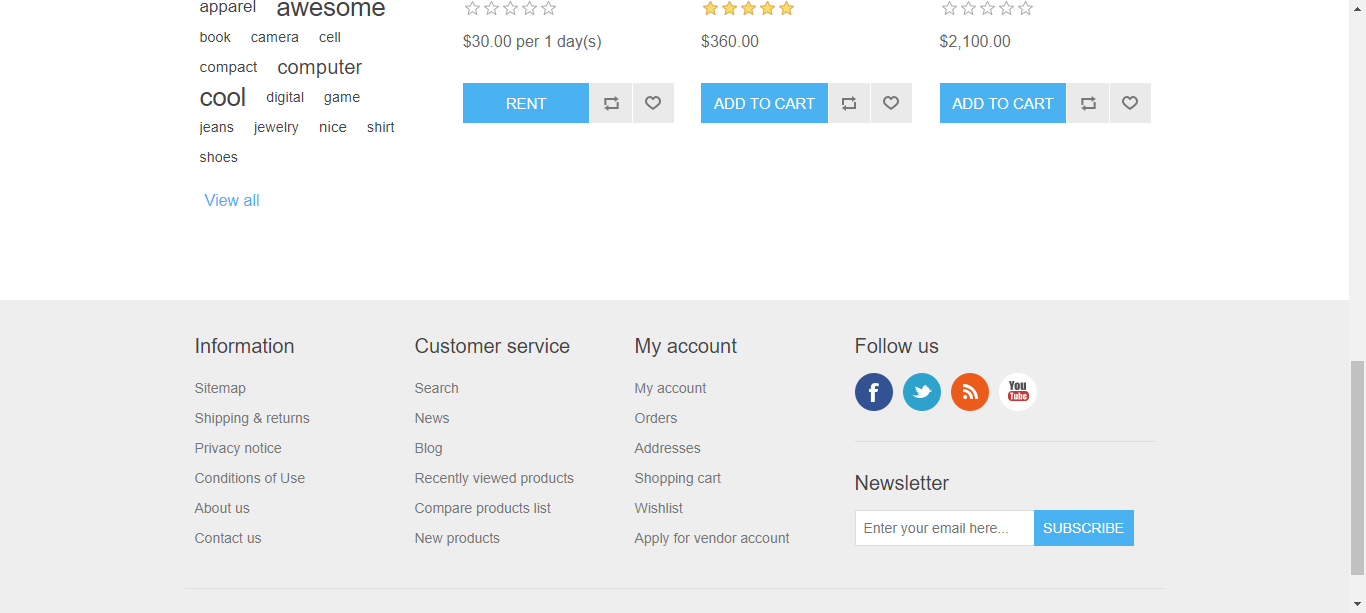 apparel awesome
book camera cell
compact computer
cool digital game
jeans jewelry nice shirt
shoes
View all
$30.00 per 1 day(s)
RENT
$360.00
ADD TO CART
$2,100.00
ADD TO CART
Information
Sitemap
Shipping & returns
Privacy notice
Conditions of Use
About us
Contact us
Customer service
Search
News
Blog
Recently viewed products
Compare products list
New products
My account
My account
Orders
Addresses
Shopping cart
Wishlist
Apply for vendor account
Follow us
f
You
Tube
Newsletter
Enter your email here...
SUBSCRIBE